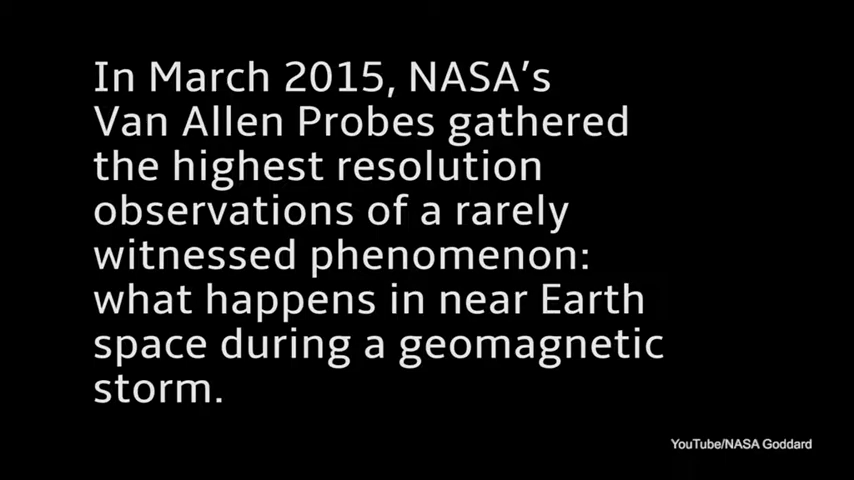 In March 2015, NASA's
Van Allen Probes gathered
the highest resolution
observations of a rarely
witnessed phenomenon:
what happens in near Earth
space during a geomagnetic
storm.
YouTube/NASA Goddard